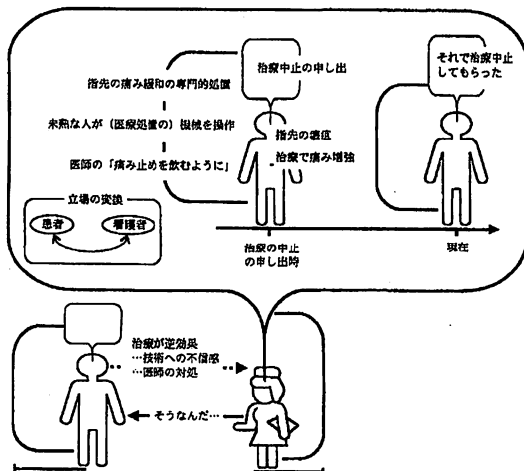 治療中止の申し出
それで治療中止
してもらった
指先の痛み緩和の専門的処置
未熟な人が(医療処置の)機械を操作
医師の「痛み止めを飲むように」
指先の壊疽
治療で痛み増強
立場の変換
患者
看護者
治療の中止
の申し出時
現在
治療が逆効果
…技術への不信感
…医師の対処
そうなんだ…